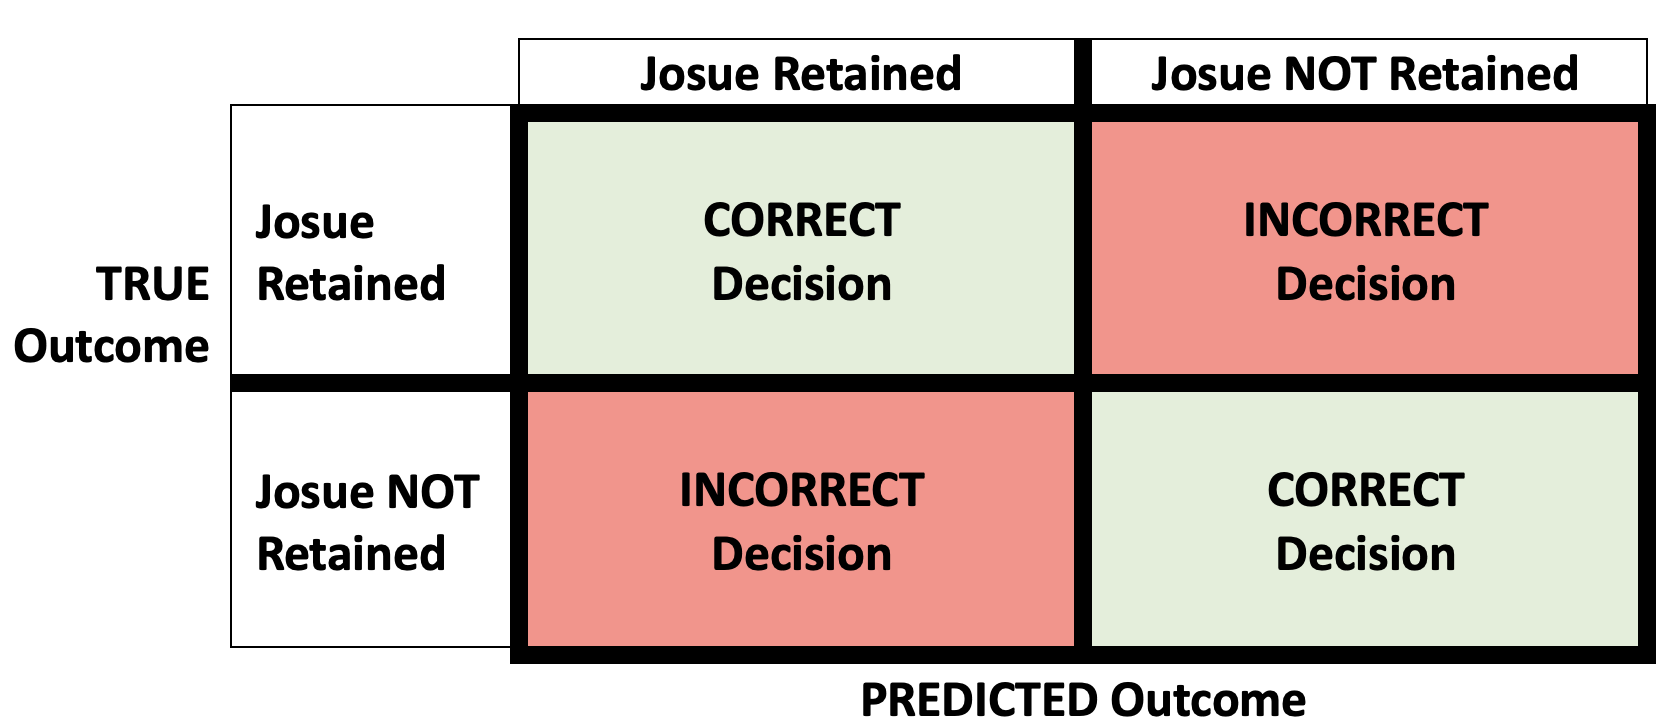 Josue Retained
Josue NOT Retained
TRUE
Outcome
Josue
Retained
CORRECT
Decision
INCORRECT
Decision
Josue NOT
Retained
INCORRECT
Decision
CORRECT
Decision
PREDICTED Outcome